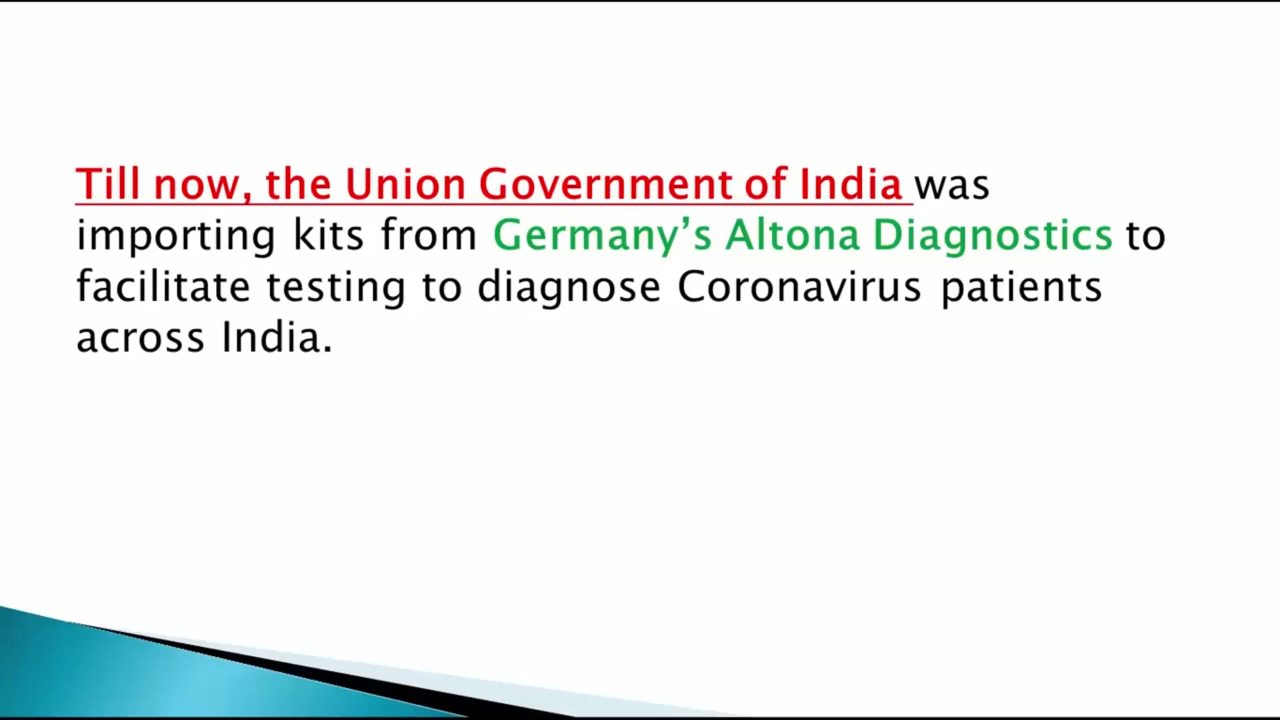 Till now, the Union Government of India was
importing kits from Germany’s Altona Diagnostics to
facilitate testing to diagnose Coronavirus patients
across India.